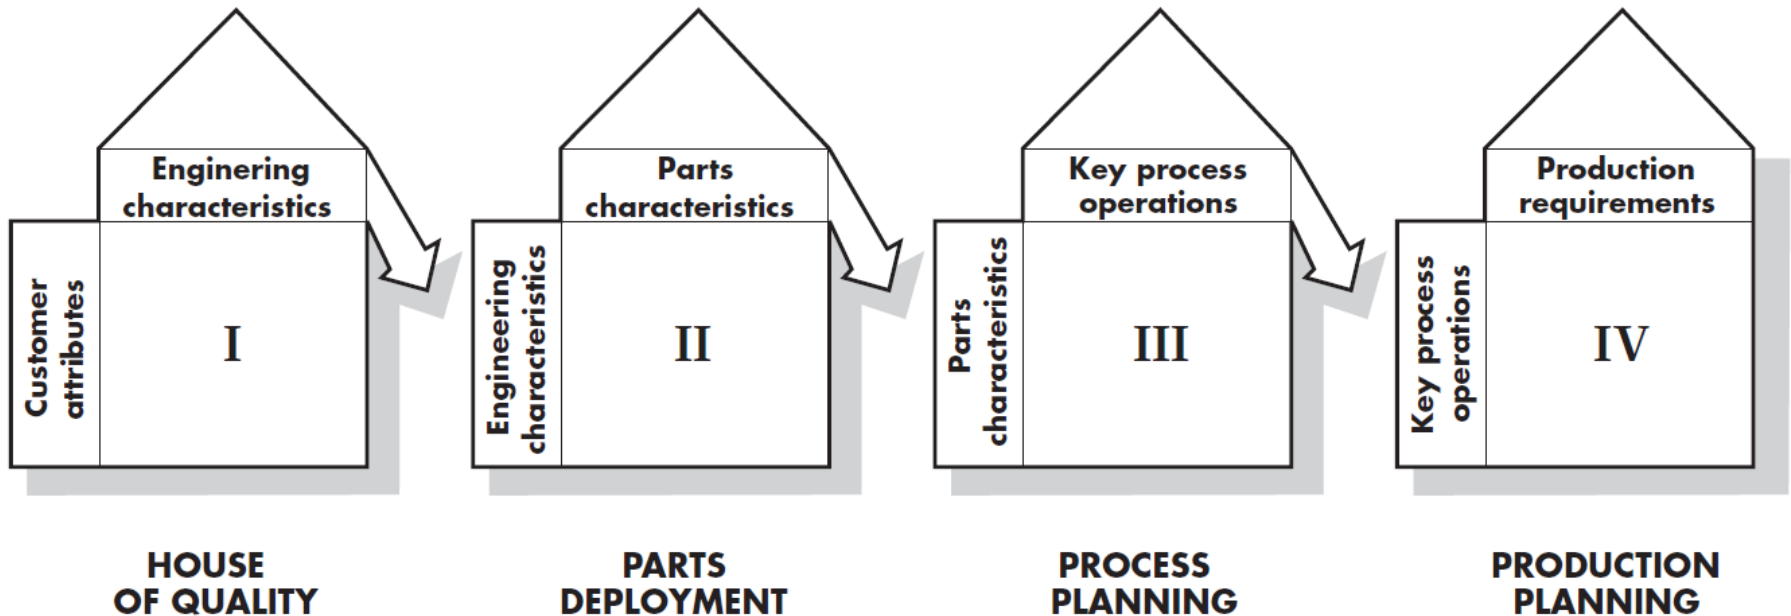 Enginering
characteristics
Customer
attributes
I
HOUSE
OF QUALITY
Parts
characteristics
Engineering
characteristics
II
PARTS
DEPLOYMENT
Key process
operations
Parts
characteristics
III
PROCESS
PLANNING
Production
requirements
Key process
operations
IV
PRODUCTION
PLANNING